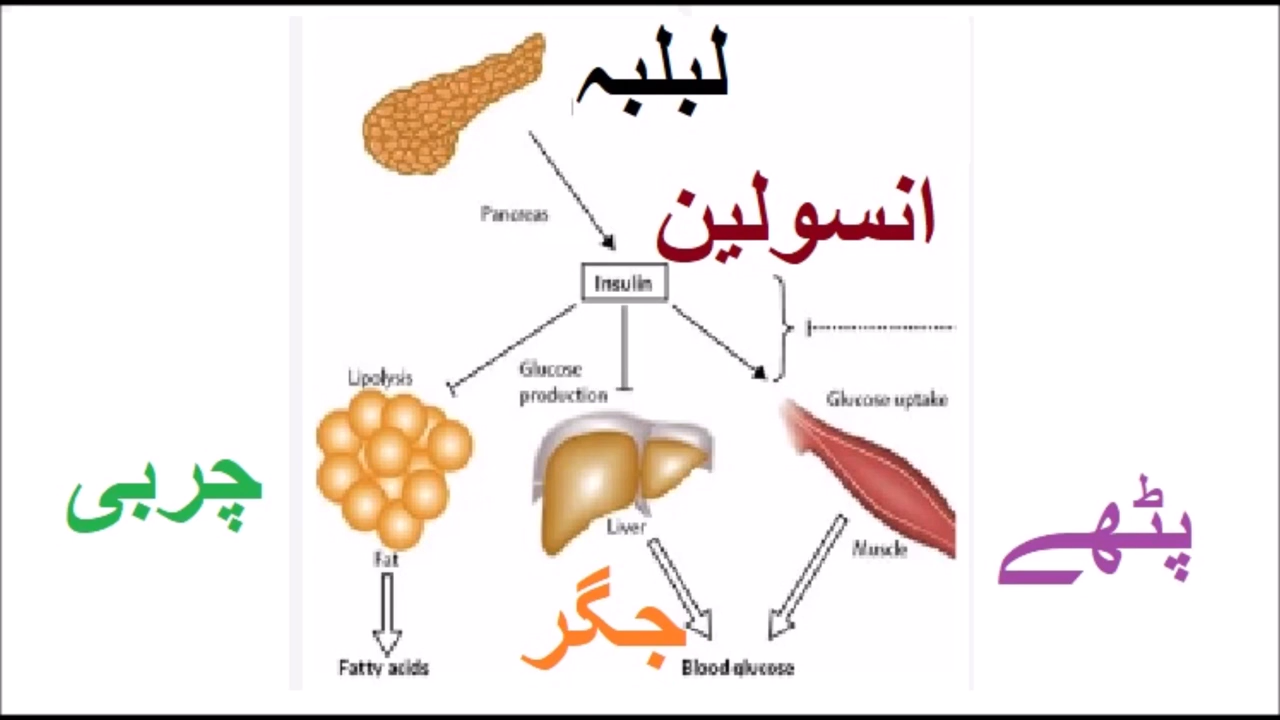 لبلبہ
Pancreas
انسولین
Insulin
Lipolysis
Glucose
production
Glucose uptake
چربی
Fat
Liver
Muscle
پٹھے
جگر
Fatty acids
Blood glucose